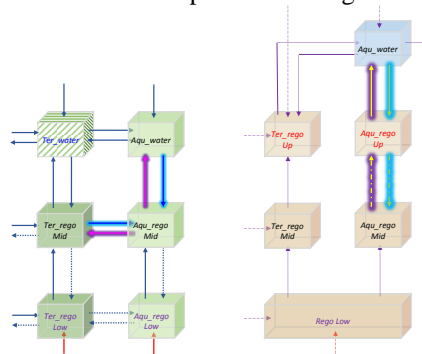 Aqu_water
Ter_water
Aqu_water
Ter_rego
Up
Aqu_rego
Up
Ter_rego
Mid
Aqu_rego
Mid
Ter_rego
Mid
Aqu_rego
Mid
Ter_rego
Low
Aqu_rego
Low
Rego Low